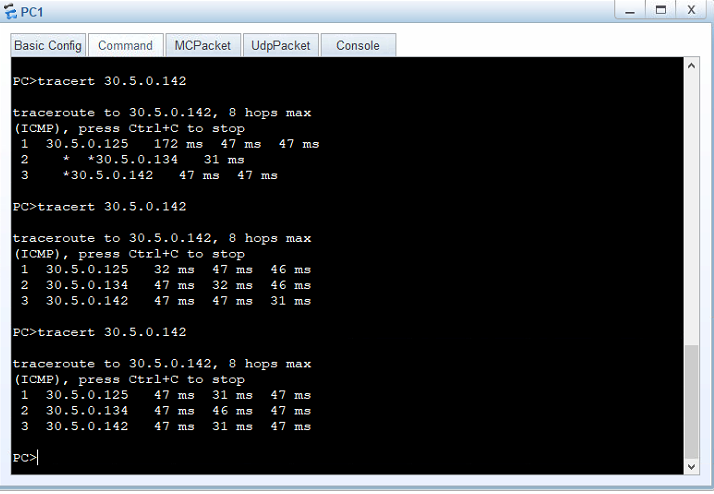 PC1
Basic Config Command MCPacket UdpPacket Console
PC>tracert 30.5.0.142
traceroute to 30.5.0.142, 8 hops max
(ICMP), press Ctrl+C to stop
1 30.5.0.125 172 ms 47 ms 47 ms
2 * *30.5.0.134 31 ms
3 *30.5.0.142 47 ms 47 ms
PC>tracert 30.5.0.142
traceroute to 30.5.0.142, 8 hops max
(ICMP), press Ctrl+C to stop
1 30.5.0.125 32 ms 47 ms 46 ms
2 30.5.0.134 47 ms 32 ms 46 ms
3 30.5.0.142 47 ms 47 ms 31 ms
PC>tracert 30.5.0.142
traceroute to 30.5.0.142, 8 hops max
(ICMP), press Ctrl+C to stop
1 30.5.0.125 47 ms 31 ms 47 ms
2 30.5.0.134 47 ms 46 ms 47 ms
3 30.5.0.142 47 ms 31 ms 47 ms
PC>